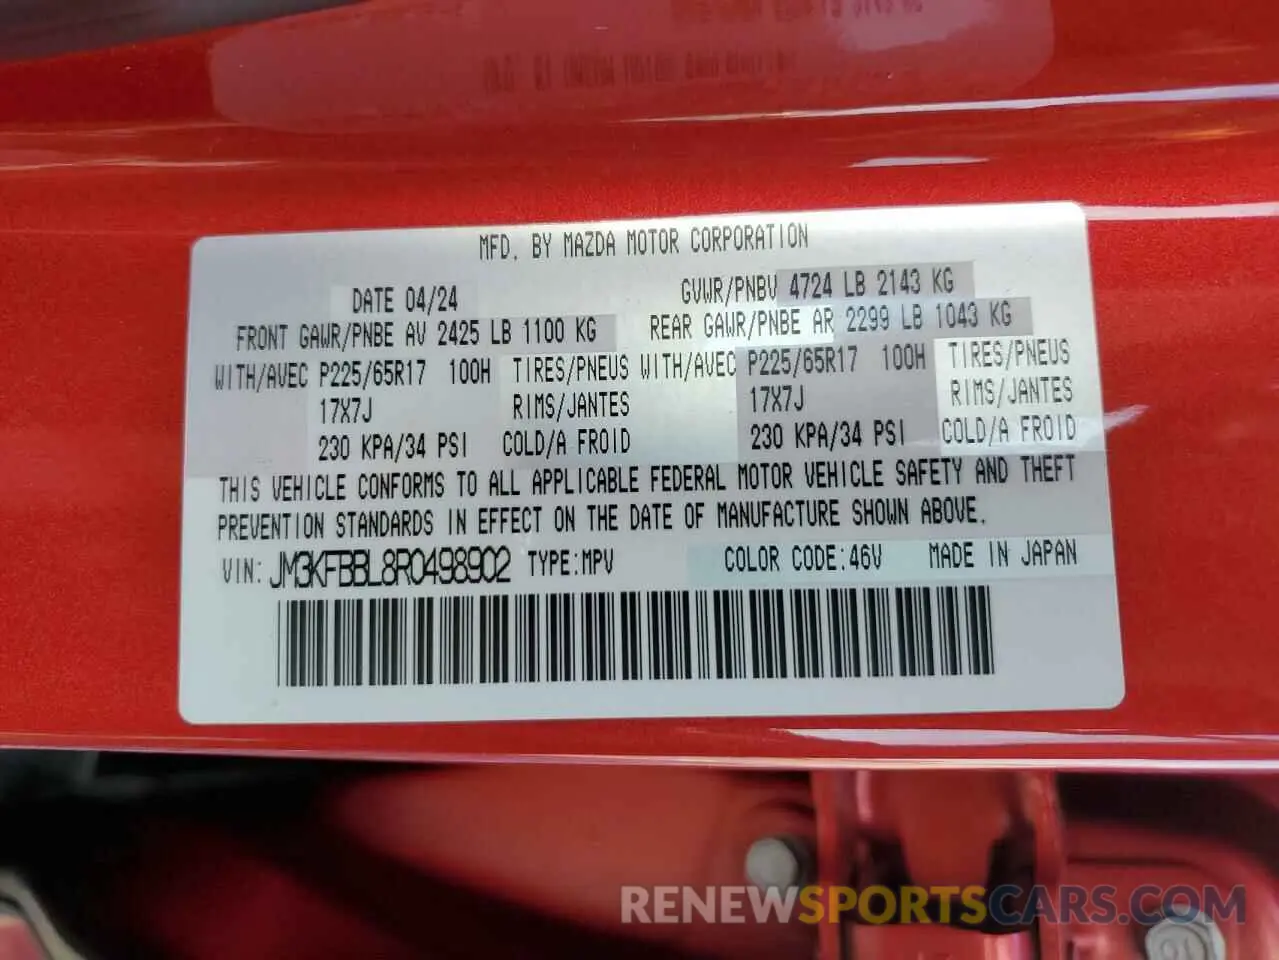 MFD. BY MAZDA MOTOR CORPORATION
DATE 04/24 GVWR/PNBV 4724 LB 2143 KG
FRONT GAWR/PNBE AV 2425 LB 1100 KG REAR GAWR/PNBE AR 2299 LB 1043 KG
WITH/AVEC P225/65R17 100H TIRES/PNEUS WITH/AVEC P225/65R17 100H TIRES/PNEUS
17X7J RIMS/JANTES 17X7J RIMS/JANTES
230 KPA/34 PSI COLD/A FROID 230 KPA/34 PSI COLD/A FROID
THIS VEHICLE CONFORMS TO ALL APPLICABLE FEDERAL MOTOR VEHICLE SAFETY AND THEFT
PREVENTION STANDARDS IN EFFECT ON THE DATE OF MANUFACTURE SHOWN ABOVE.
VIN: JM3KFBBL8R0498902 TYPE:MPV COLOR CODE:46V MADE IN JAPAN
RENEWSPORTSCARS.COM